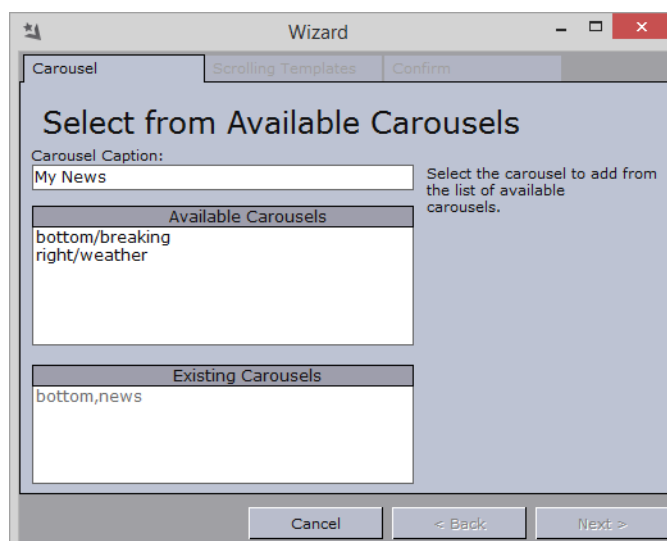 Wizard
Carousel
Scrolling Templates
Confirm
Select from Available Carousels
Carousel Caption:
My News
Select the carousel to add from
the list of available
carousels.
Available Carousels
bottom/breaking
right/weather
Existing Carousels
bottom,news
Cancel
< Back
Next >